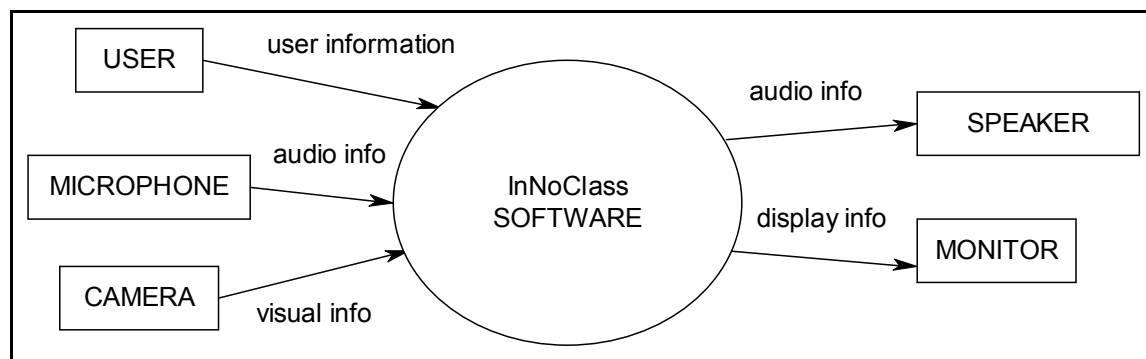 USER
user information
MICROPHONE
audio info
CAMERA
visual info
InNoClass
SOFTWARE
audio info
SPEAKER
display info
MONITOR